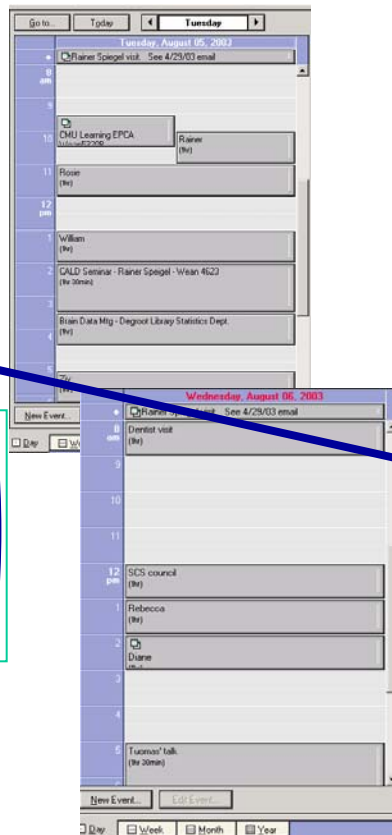 Go to... Today Tuesday
Tuesday, August 05, 2003
Rainer Spiegel visit See 4/29/03 email
8 am
9
CMU Learning EPCA
10 Rainer
(1hr)
11 Rosie
(1hr)
12 pm
1 William
(1hr)
2 CALD Seminar - Rainer Speigel - Wean 4623
(1hr 30min)
3
Brain Data Mtg - Degroot Library Statistics Dept.
(1hr)
4
5
New Event...
Day
Wednesday, August 06, 2003
Rainer Spiegel visit See 4/29/03 email
8 am Dentist visit
(1hr)
9
10
11
12 pm SCS council
(1hr)
1 Rebecca
(1hr)
2
Diane
3
4
5 Tuomas' talk
(1hr 30min)
New Event... Edit Event...
Day Week Month Year